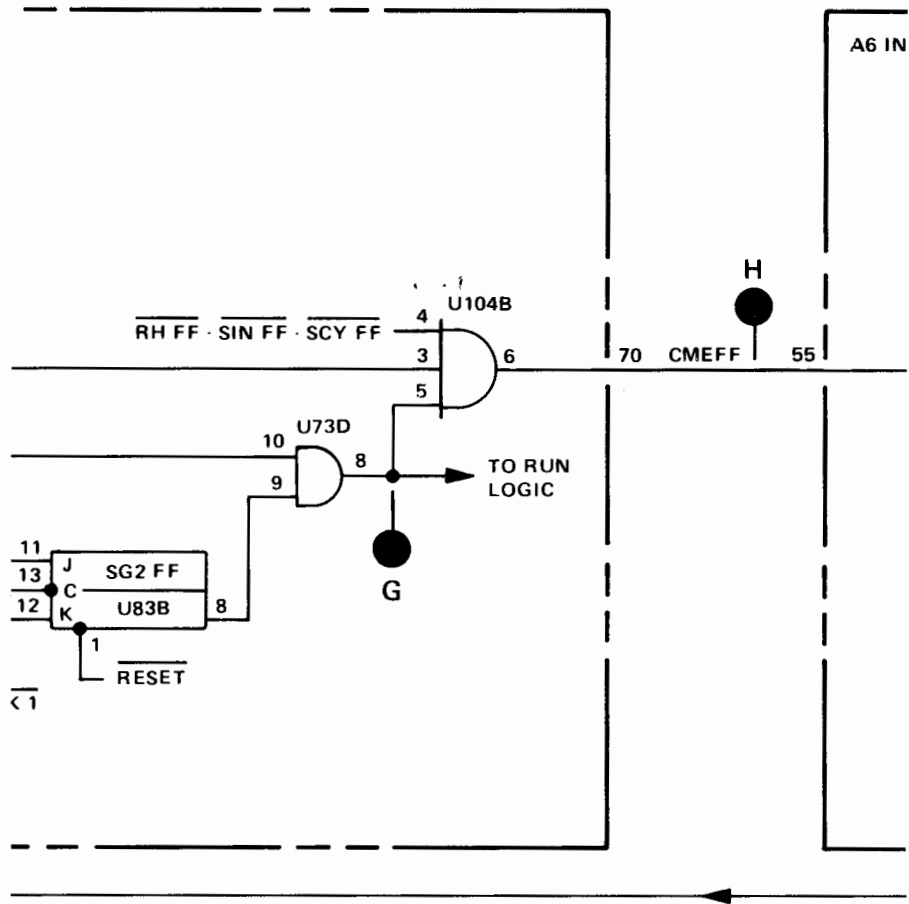 A6 IN
H
U104B
RH FF · SIN FF · SCY FF
4
3
6
5
70
CMEFF
55
U73D
10
8
9
TO RUN
LOGIC
G
11
J
SG2 FF
13
C
12
K
U83B
8
1
RESET
K 1